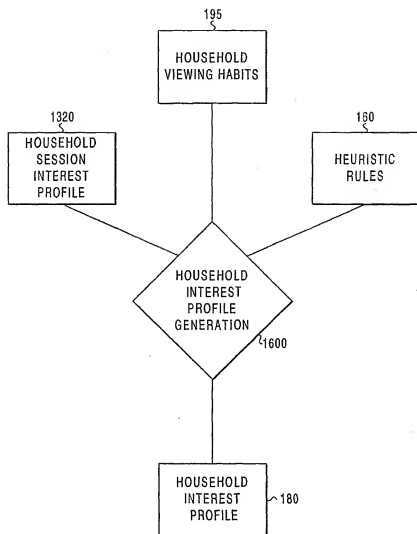 195
HOUSEHOLD
VIEWING HABITS
1320
HOUSEHOLD
SESSION
INTEREST
PROFILE
160
HEURISTIC
RULES
HOUSEHOLD
INTEREST
PROFILE
GENERATION
1600
HOUSEHOLD
INTEREST
PROFILE
180